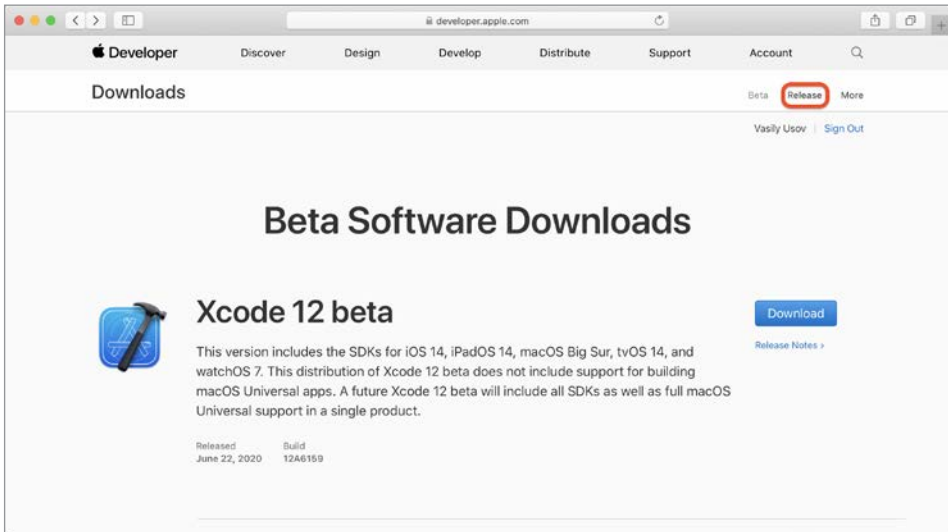 developer.apple.com
Developer Discover Design Develop Distribute Support Account
Downloads Beta Release More
Vasily Usov Sign Out
Beta Software Downloads
Xcode 12 beta
Download
This version includes the SDKs for iOS 14, iPadOS 14, macOS Big Sur, tvOS 14, and
Release Notes >
watchOS 7. This distribution of Xcode 12 beta does not include support for building
macOS Universal apps. A future Xcode 12 beta will include all SDKs as well as full macOS
Universal support in a single product.
Released Build
June 22, 2020 12A6159